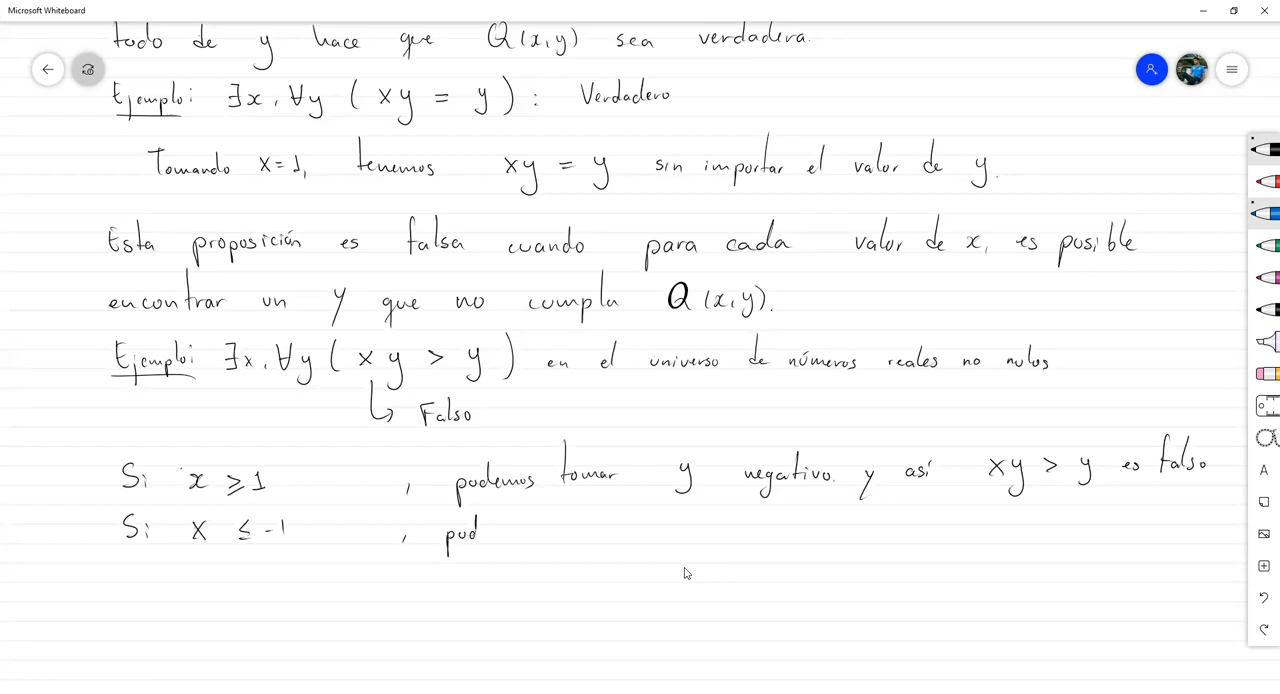 Microsoft Whiteboard
todo de y hace que Q(x,y) sea verdadera.
Ejemplo: ∃x, ∀y ( xy = y ) : Verdadero
Tomando x=1, tenemos xy = y sin importar el valor de y.
Esta proposición es falsa cuando para cada valor de x, es posible
encontrar un y que no cumpla Q(x,y).
Ejemplo: ∃x, ∀y ( xy > y ) en el universo de números reales no nulos
↳ Falso
Si x ≥ 1 , podemos tomar y negativo. y así xy > y es falso
Si x ≤ -1 , pod